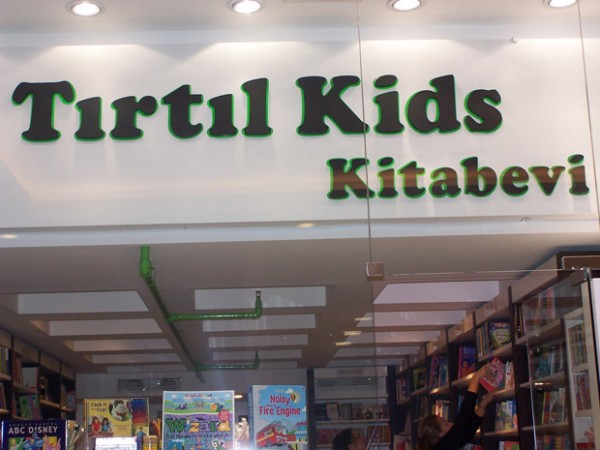 Tırtıl Kids
Kitabevi
ABC DISNEY
Noisy
Fire Engine